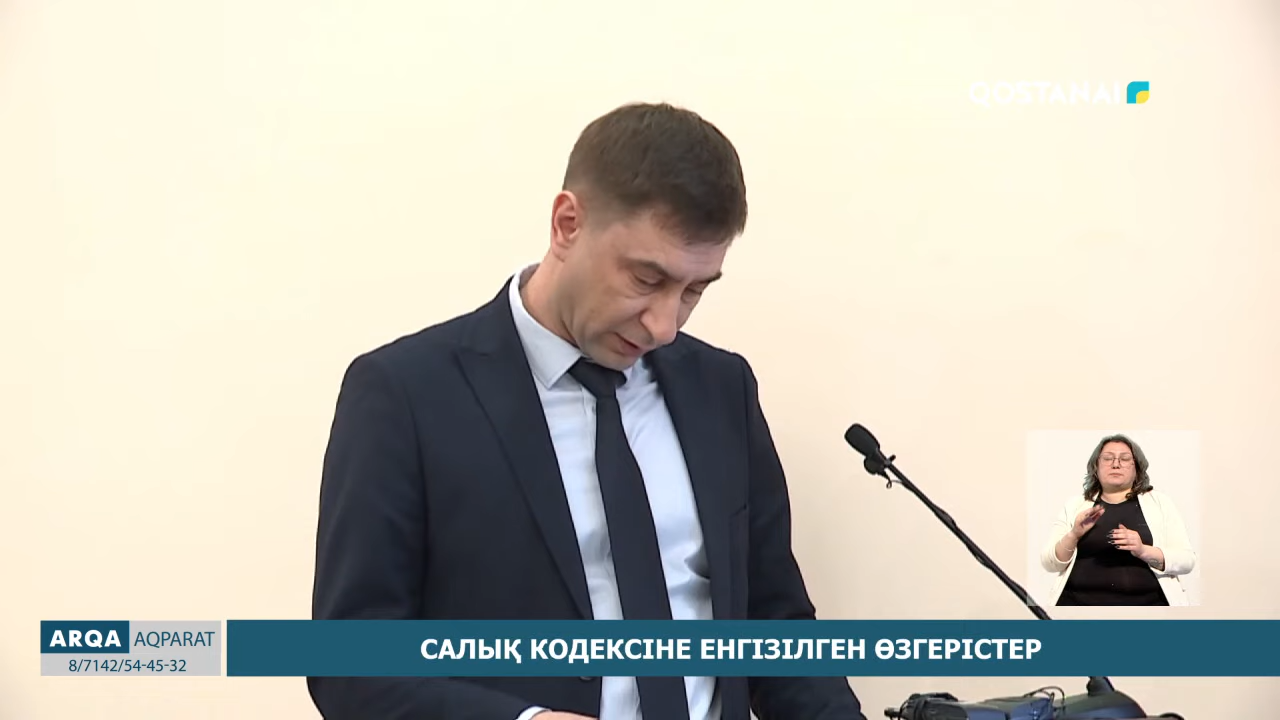 QOSTANAI
ARQA AQPARAT
8/7142/54-45-32
САЛЫҚ КОДЕКСІНЕ ЕНГІЗІЛГЕН ӨЗГЕРІСТЕР